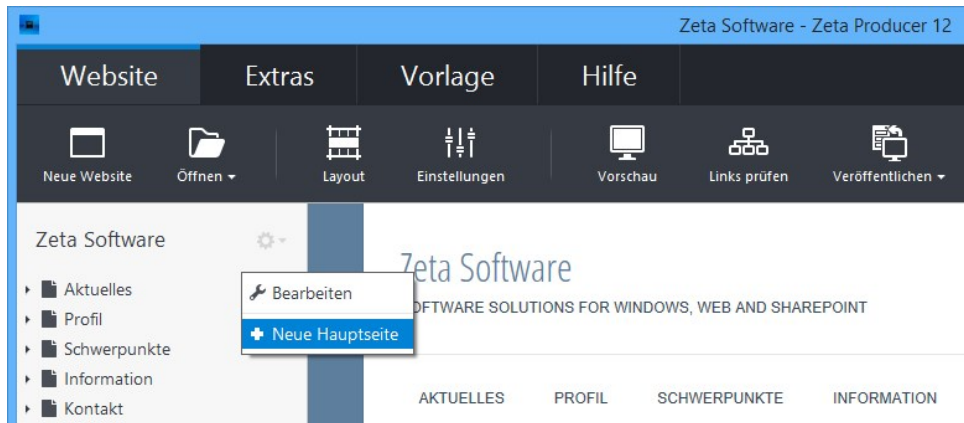 Zeta Software - Zeta Producer 12
Website Extras Vorlage Hilfe
Neue Website Öffnen Layout Einstellungen Vorschau Links prüfen Veröffentlichen
Zeta Software
Aktuelles
Profil
Schwerpunkte
Information
Kontakt
Bearbeiten
Neue Hauptseite
Zeta Software
SOFTWARE SOLUTIONS FOR WINDOWS, WEB AND SHAREPOINT
AKTUELLES PROFIL SCHWERPUNKTE INFORMATION